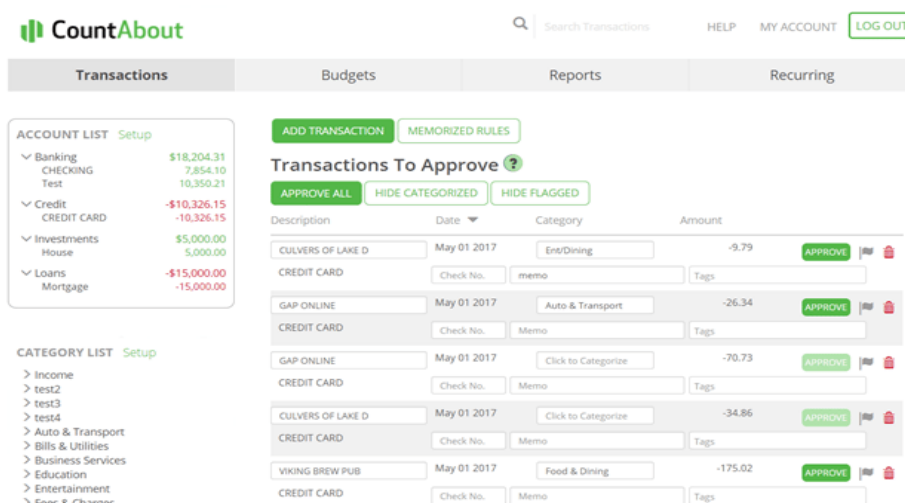 CountAbout
Search Transactions
HELP MY ACCOUNT LOG OUT
Transactions Budgets Reports Recurring
ACCOUNT LIST Setup
Banking $18,204.31
CHECKING 7,854.10
Test 10,350.21
Credit -$10,326.15
CREDIT CARD -10,326.15
Investments $5,000.00
House 5,000.00
Loans -$15,000.00
Mortgage -15,000.00
CATEGORY LIST Setup
Income
test2
test3
test4
Auto & Transport
Bills & Utilities
Business Services
Education
Entertainment
Fees & Charges
ADD TRANSACTION MEMORIZED RULES
Transactions To Approve ?
APPROVE ALL HIDE CATEGORIZED HIDE FLAGGED
Description Date Category Amount
CULVERS OF LAKE D May 01 2017 Ent/Dining -9.79 APPROVE
CREDIT CARD Check No. memo Tags
GAP ONLINE May 01 2017 Auto & Transport -26.34 APPROVE
CREDIT CARD Check No. Memo Tags
GAP ONLINE May 01 2017 Click to Categorize -70.73 APPROVE
CREDIT CARD Check No. Memo Tags
CULVERS OF LAKE D May 01 2017 Click to Categorize -34.86 APPROVE
CREDIT CARD Check No. Memo Tags
VIKING BREW PUB May 01 2017 Food & Dining -175.02 APPROVE
CREDIT CARD Check No. Memo Tags